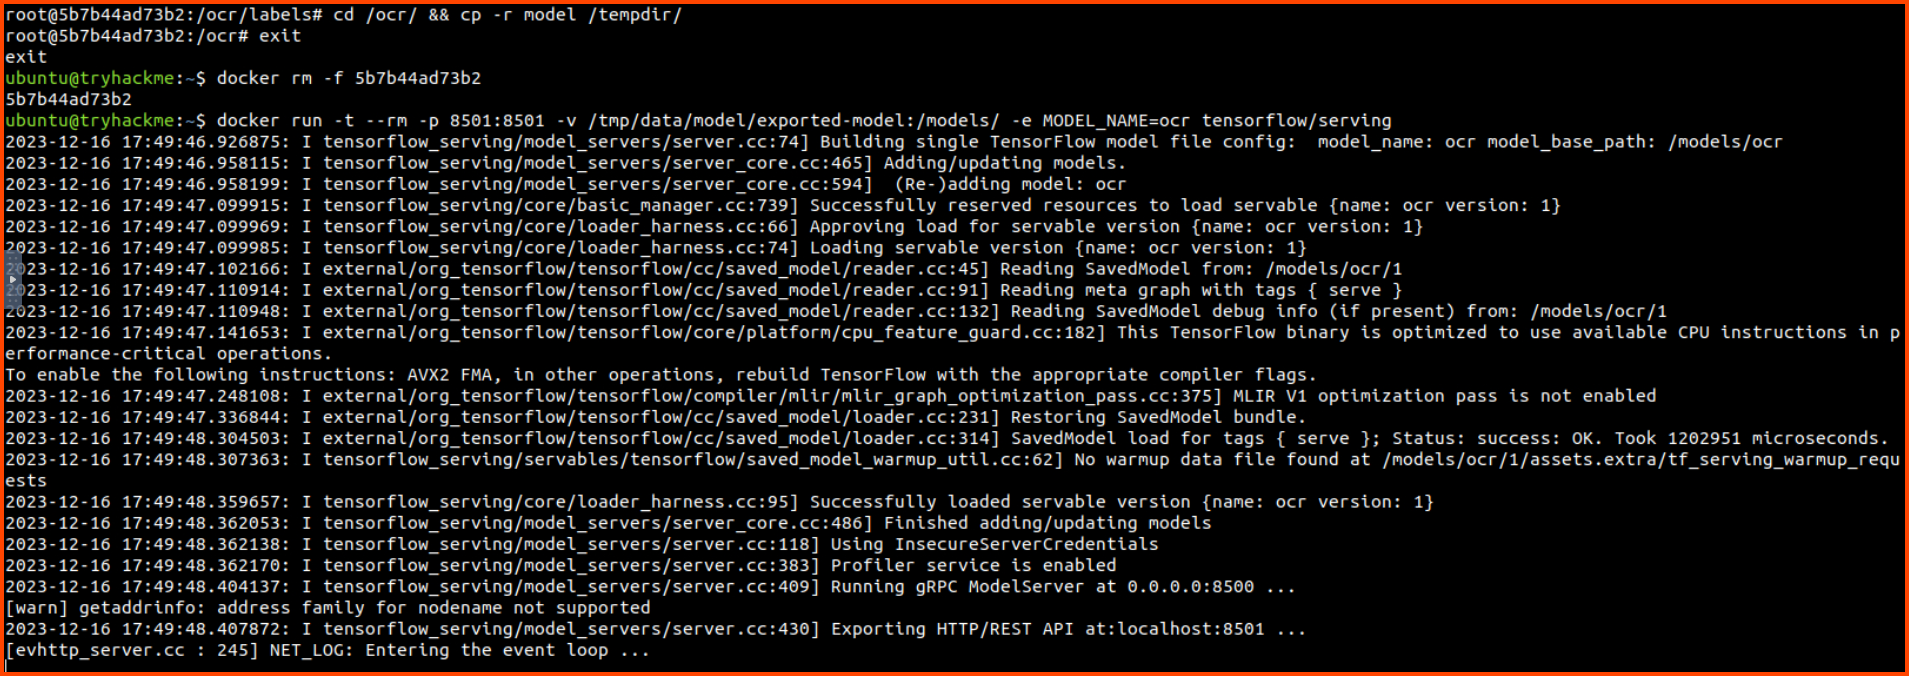 root@5b7b44ad73b2:/ocr/labels# cd /ocr/ && cp -r model /tempdir/
root@5b7b44ad73b2:/ocr# exit
exit
ubuntu@tryhackme:~$ docker rm -f 5b7b44ad73b2
5b7b44ad73b2
ubuntu@tryhackme:~$ docker run -t --rm -p 8501:8501 -v /tmp/data/model/exported-model:/models/ -e MODEL_NAME=ocr tensorflow/serving
2023-12-16 17:49:46.926875: I tensorflow_serving/model_servers/server.cc:74] Building single TensorFlow model file config:  model_name: ocr model_base_path: /models/ocr
2023-12-16 17:49:46.958115: I tensorflow_serving/model_servers/server_core.cc:465] Adding/updating models.
2023-12-16 17:49:46.958199: I tensorflow_serving/model_servers/server_core.cc:594]  (Re-)adding model: ocr
2023-12-16 17:49:47.099915: I tensorflow_serving/core/basic_manager.cc:739] Successfully reserved resources to load servable {name: ocr version: 1}
2023-12-16 17:49:47.099969: I tensorflow_serving/core/loader_harness.cc:66] Approving load for servable version {name: ocr version: 1}
2023-12-16 17:49:47.099985: I tensorflow_serving/core/loader_harness.cc:74] Loading servable version {name: ocr version: 1}
2023-12-16 17:49:47.102166: I external/org_tensorflow/tensorflow/cc/saved_model/reader.cc:45] Reading SavedModel from: /models/ocr/1
2023-12-16 17:49:47.110914: I external/org_tensorflow/tensorflow/cc/saved_model/reader.cc:91] Reading meta graph with tags { serve }
2023-12-16 17:49:47.110948: I external/org_tensorflow/tensorflow/cc/saved_model/reader.cc:132] Reading SavedModel debug info (if present) from: /models/ocr/1
2023-12-16 17:49:47.141653: I external/org_tensorflow/tensorflow/core/platform/cpu_feature_guard.cc:182] This TensorFlow binary is optimized to use available CPU instructions in p
erformance-critical operations.
To enable the following instructions: AVX2 FMA, in other operations, rebuild TensorFlow with the appropriate compiler flags.
2023-12-16 17:49:47.248108: I external/org_tensorflow/tensorflow/compiler/mlir/mlir_graph_optimization_pass.cc:375] MLIR V1 optimization pass is not enabled
2023-12-16 17:49:47.336844: I external/org_tensorflow/tensorflow/cc/saved_model/loader.cc:231] Restoring SavedModel bundle.
2023-12-16 17:49:48.304503: I external/org_tensorflow/tensorflow/cc/saved_model/loader.cc:314] SavedModel load for tags { serve }; Status: success: OK. Took 1202951 microseconds.
2023-12-16 17:49:48.307363: I tensorflow_serving/servables/tensorflow/saved_model_warmup_util.cc:62] No warmup data file found at /models/ocr/1/assets.extra/tf_serving_warmup_requ
ests
2023-12-16 17:49:48.359657: I tensorflow_serving/core/loader_harness.cc:95] Successfully loaded servable version {name: ocr version: 1}
2023-12-16 17:49:48.362053: I tensorflow_serving/model_servers/server_core.cc:486] Finished adding/updating models
2023-12-16 17:49:48.362138: I tensorflow_serving/model_servers/server.cc:118] Using InsecureServerCredentials
2023-12-16 17:49:48.362170: I tensorflow_serving/model_servers/server.cc:383] Profiler service is enabled
2023-12-16 17:49:48.404137: I tensorflow_serving/model_servers/server.cc:409] Running gRPC ModelServer at 0.0.0.0:8500 ...
[warn] getaddrinfo: address family for nodename not supported
2023-12-16 17:49:48.407872: I tensorflow_serving/model_servers/server.cc:430] Exporting HTTP/REST API at:localhost:8501 ...
[evhttp_server.cc : 245] NET_LOG: Entering the event loop ...